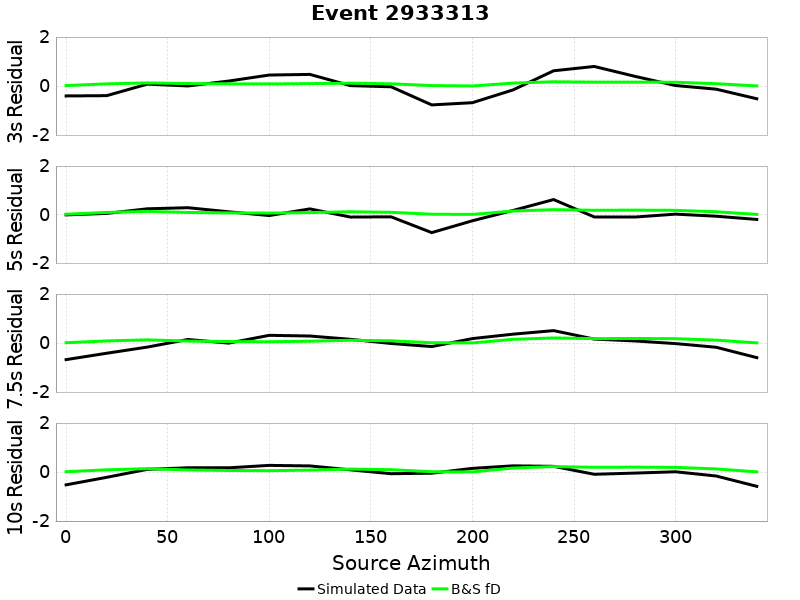 Event 2933313
3s Residual
2
0
-2
5s Residual
2
0
-2
7.5s Residual
2
0
-2
10s Residual
2
0
-2
0 50 100 150 200 250 300
Source Azimuth
Simulated Data B&S fD